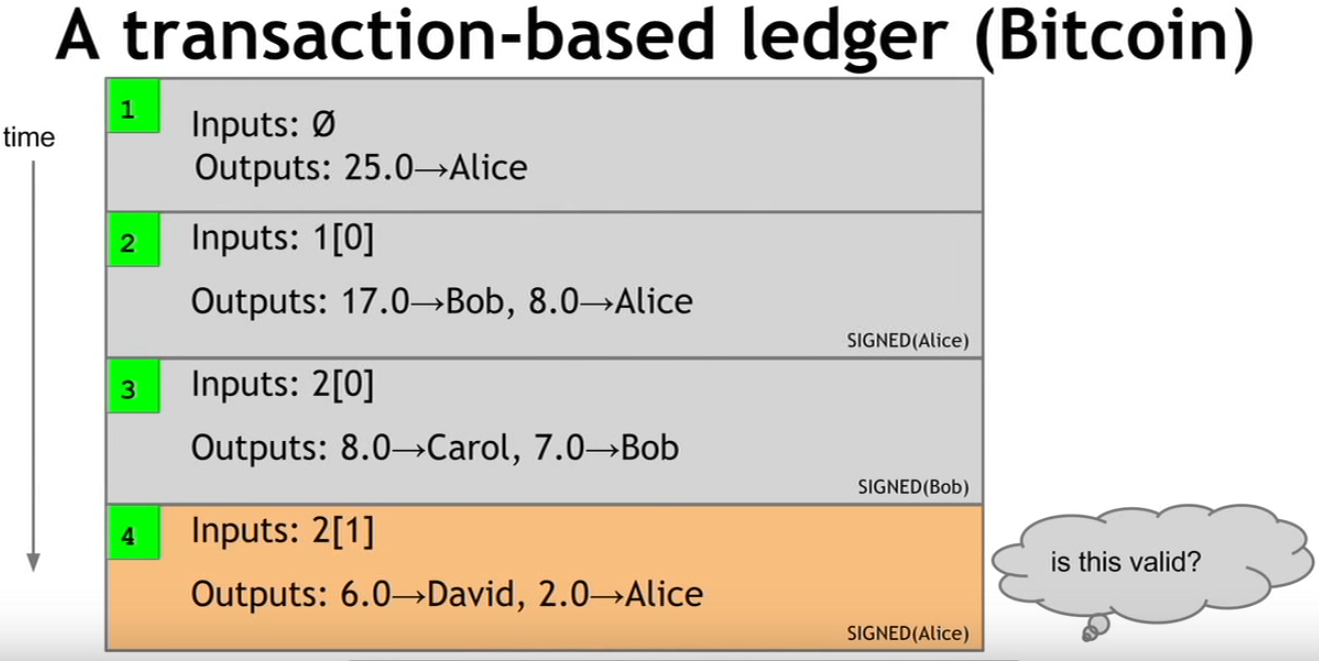 A transaction-based ledger (Bitcoin)
time
1
Inputs: Ø
Outputs: 25.0→Alice
2
Inputs: 1[0]
Outputs: 17.0→Bob, 8.0→Alice
SIGNED(Alice)
3
Inputs: 2[0]
Outputs: 8.0→Carol, 7.0→Bob
SIGNED(Bob)
4
Inputs: 2[1]
Outputs: 6.0→David, 2.0→Alice
SIGNED(Alice)
is this valid?